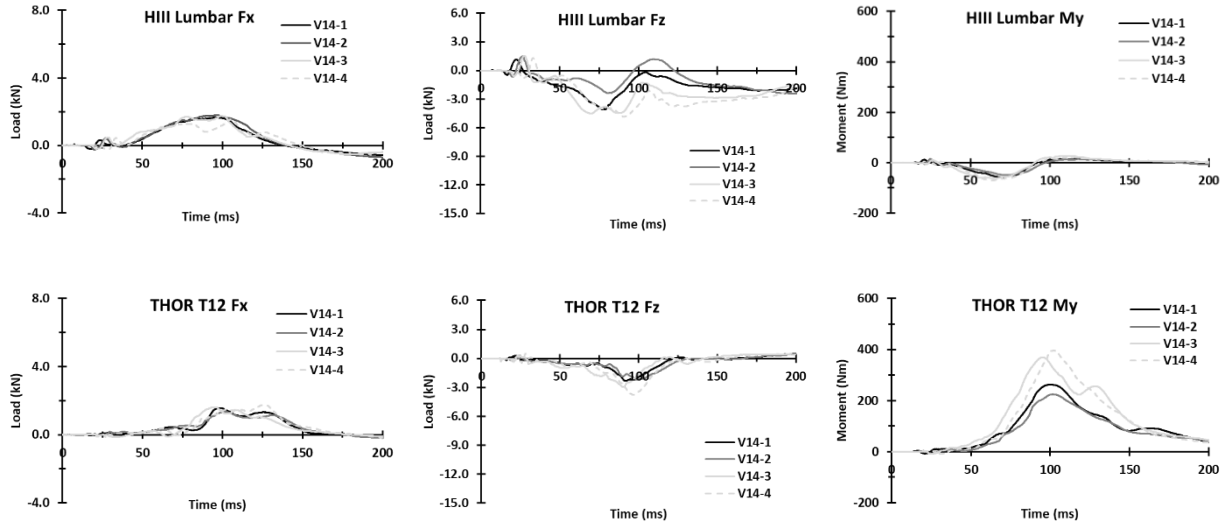 HIII Lumbar Fx
8.0
4.0
0.0
-4.0
0
50
100
150
200
Load (kN)
Time (ms)
V14-1
V14-2
V14-3
V14-4
HIII Lumbar Fz
6.0
3.0
0.0
-3.0
-6.0
-9.0
-12.0
-15.0
0
50
100
150
200
Load (kN)
Time (ms)
V14-1
V14-2
V14-3
V14-4
HIII Lumbar My
600
400
200
0
-200
0
50
100
150
200
Moment (Nm)
Time (ms)
V14-1
V14-2
V14-3
V14-4
THOR T12 Fx
8.0
4.0
0.0
-4.0
0
50
100
150
200
Load (kN)
Time (ms)
V14-1
V14-2
V14-3
V14-4
THOR T12 Fz
6.0
3.0
0.0
-3.0
-6.0
-9.0
-12.0
-15.0
0
50
100
150
200
Load (kN)
Time (ms)
V14-1
V14-2
V14-3
V14-4
THOR T12 My
600
400
200
0
-200
0
50
100
150
200
Moment (Nm)
Time (ms)
V14-1
V14-2
V14-3
V14-4